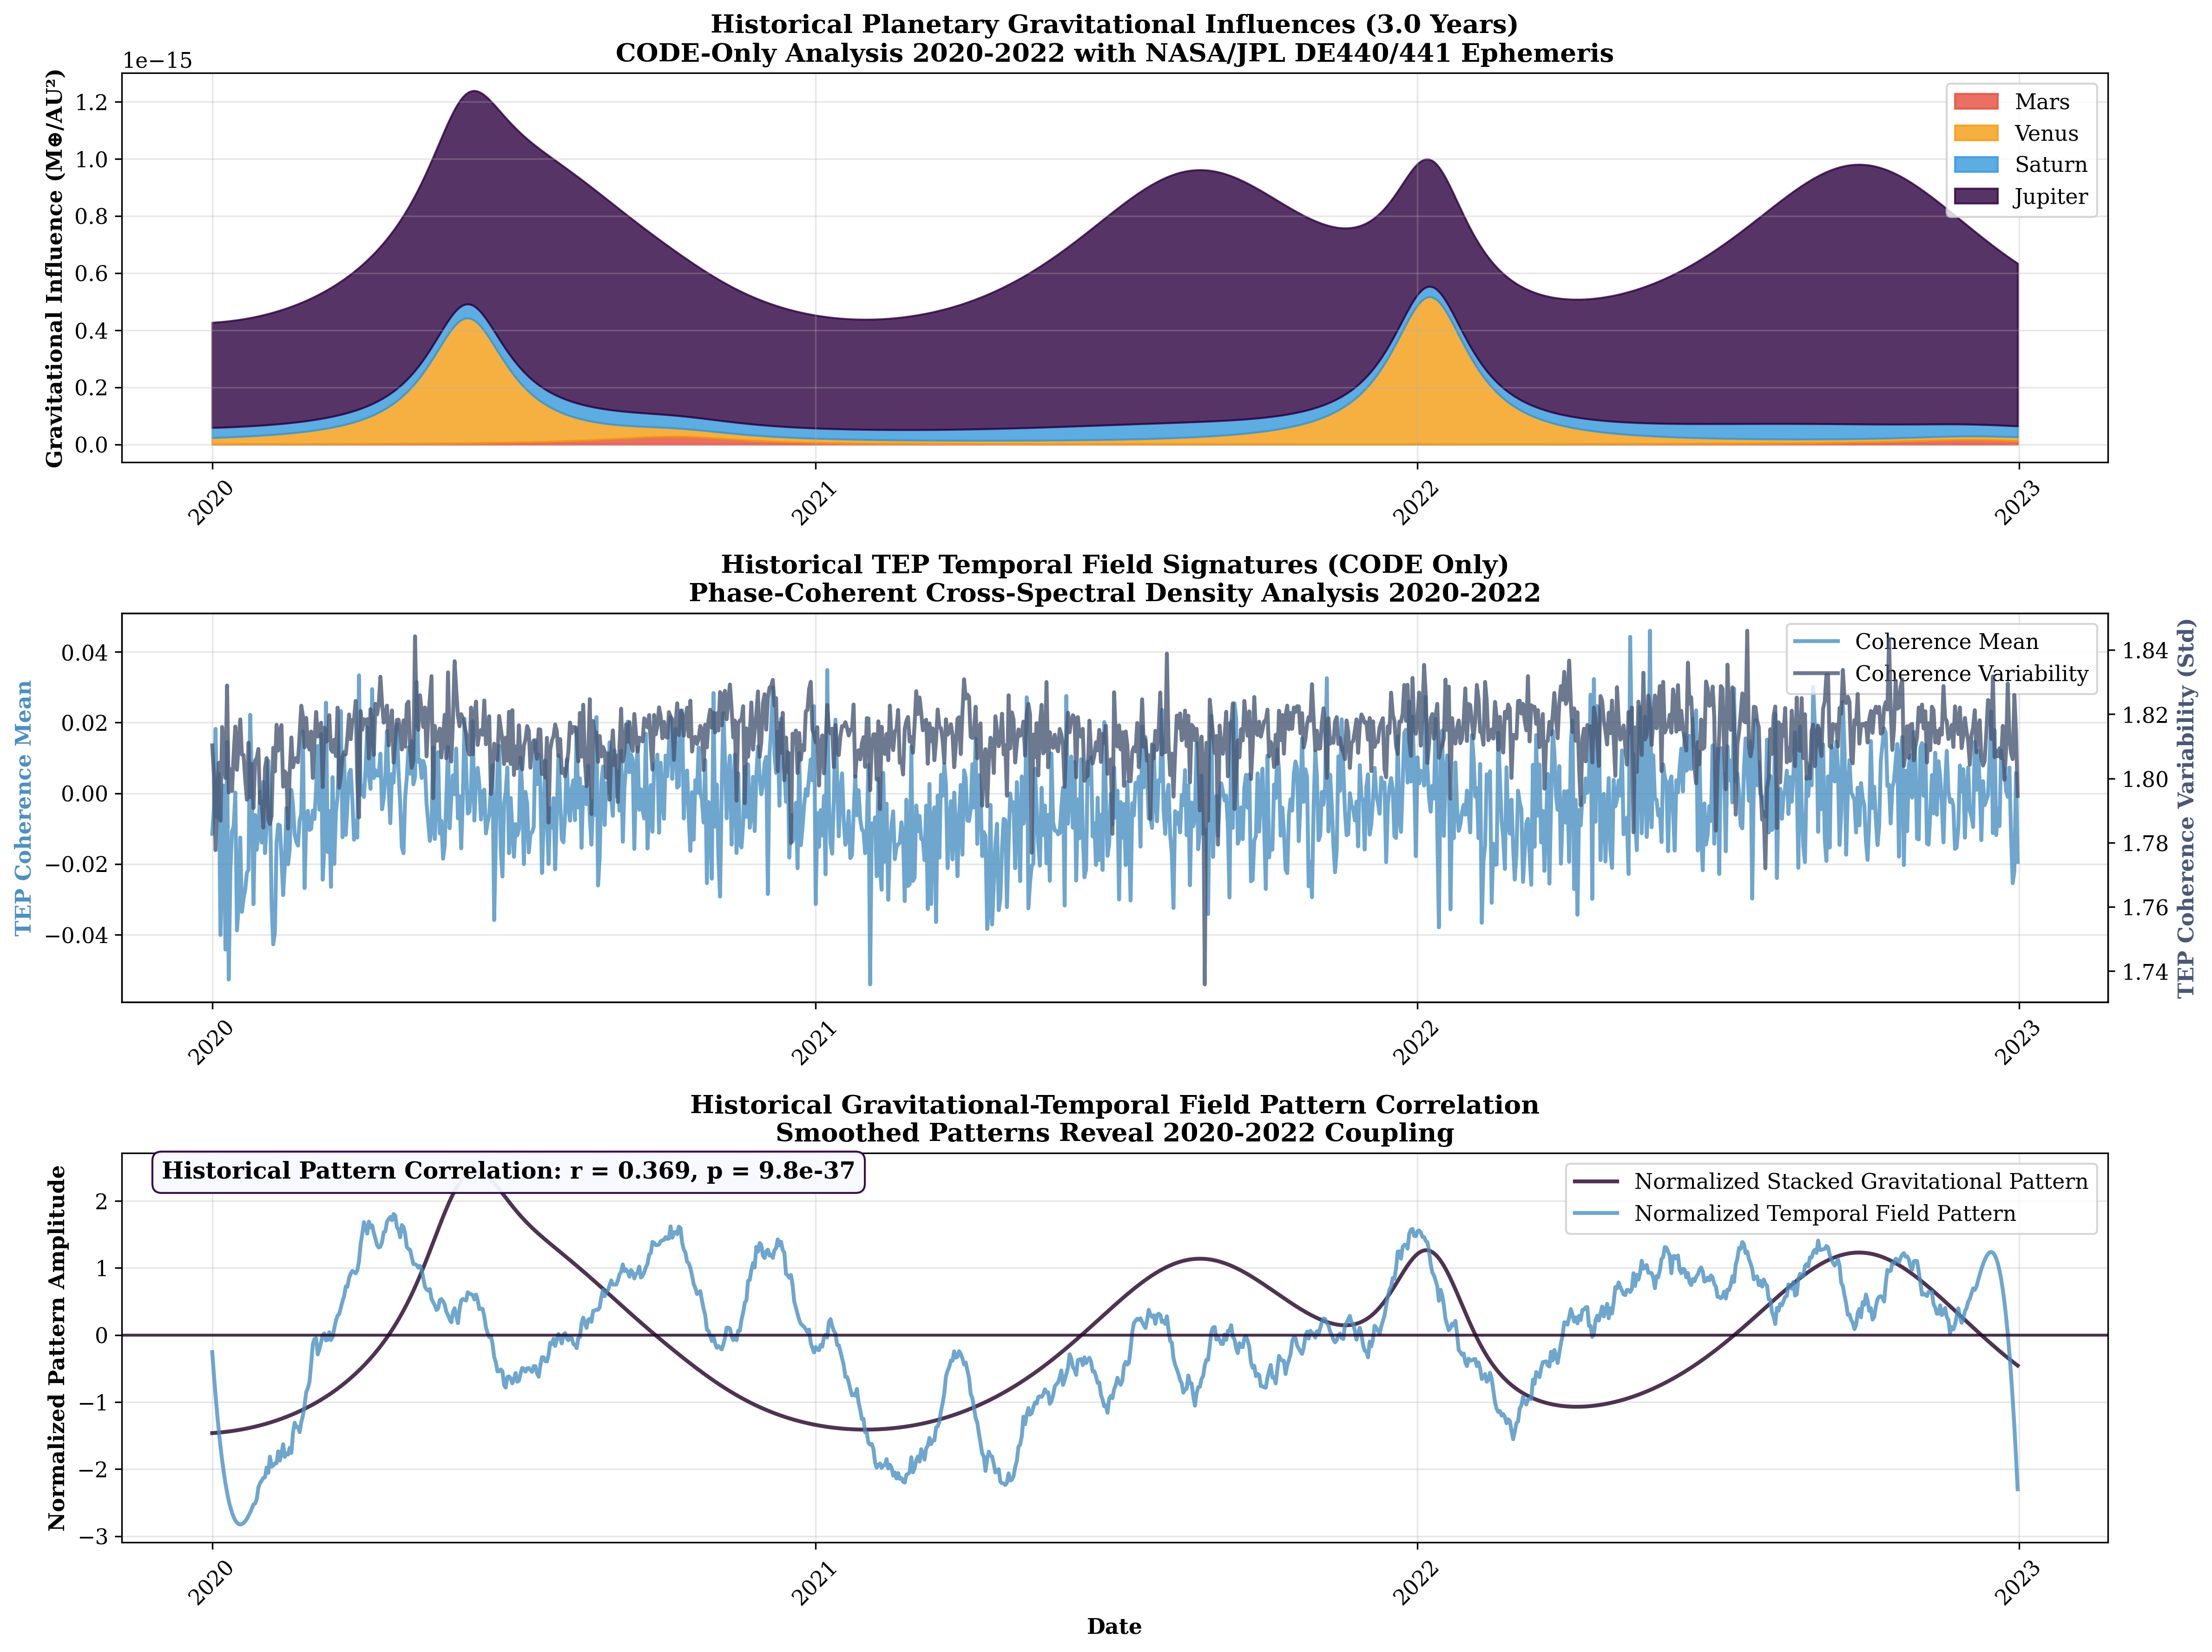 Historical Planetary Gravitational Influences (3.0 Years)
CODE-Only Analysis 2020-2022 with NASA/JPL DE440/441 Ephemeris
1e−15
Gravitational Influence (M⊕/AU²)
1.2
1.0
0.8
0.6
0.4
0.2
0.0
Mars
Venus
Saturn
Jupiter
2020
2021
2022
2023
Historical TEP Temporal Field Signatures (CODE Only)
Phase-Coherent Cross-Spectral Density Analysis 2020-2022
TEP Coherence Mean
0.04
0.02
0.00
−0.02
−0.04
Coherence Mean
Coherence Variability
1.84
1.82
1.80
1.78
1.76
1.74
TEP Coherence Variability (Std)
2020
2021
2022
2023
Historical Gravitational-Temporal Field Pattern Correlation
Smoothed Patterns Reveal 2020-2022 Coupling
Historical Pattern Correlation: r = 0.369, p = 9.8e-37
Normalized Pattern Amplitude
2
1
0
−1
−2
−3
Normalized Stacked Gravitational Pattern
Normalized Temporal Field Pattern
2020
2021
2022
2023
Date